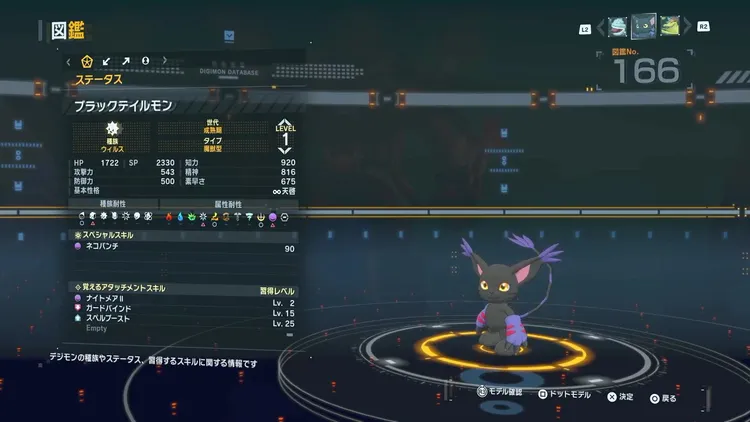 図鑑
L2
R2
図鑑No.
166
DIGIMON DATABASE
ステータス
ブラックテイルモン
世代
成熟期
LEVEL
1
種族
ウイルス
タイプ
魔獣型
HP 1722 SP 2330 知力 920
攻撃力 543 精神 816
防御力 500 素早さ 675
基本性格 天啓
種族耐性 属性耐性
スペシャルスキル
ネコパンチ 90
覚えるアタッチメントスキル 習得レベル
ナイトメアⅡ Lv. 2
ガードバインド Lv. 15
スペルブースト Lv. 25
Empty
デジモンの種族やステータス、習得するスキルに関する情報です
R3 モデル確認 ドットモデル 決定 戻る